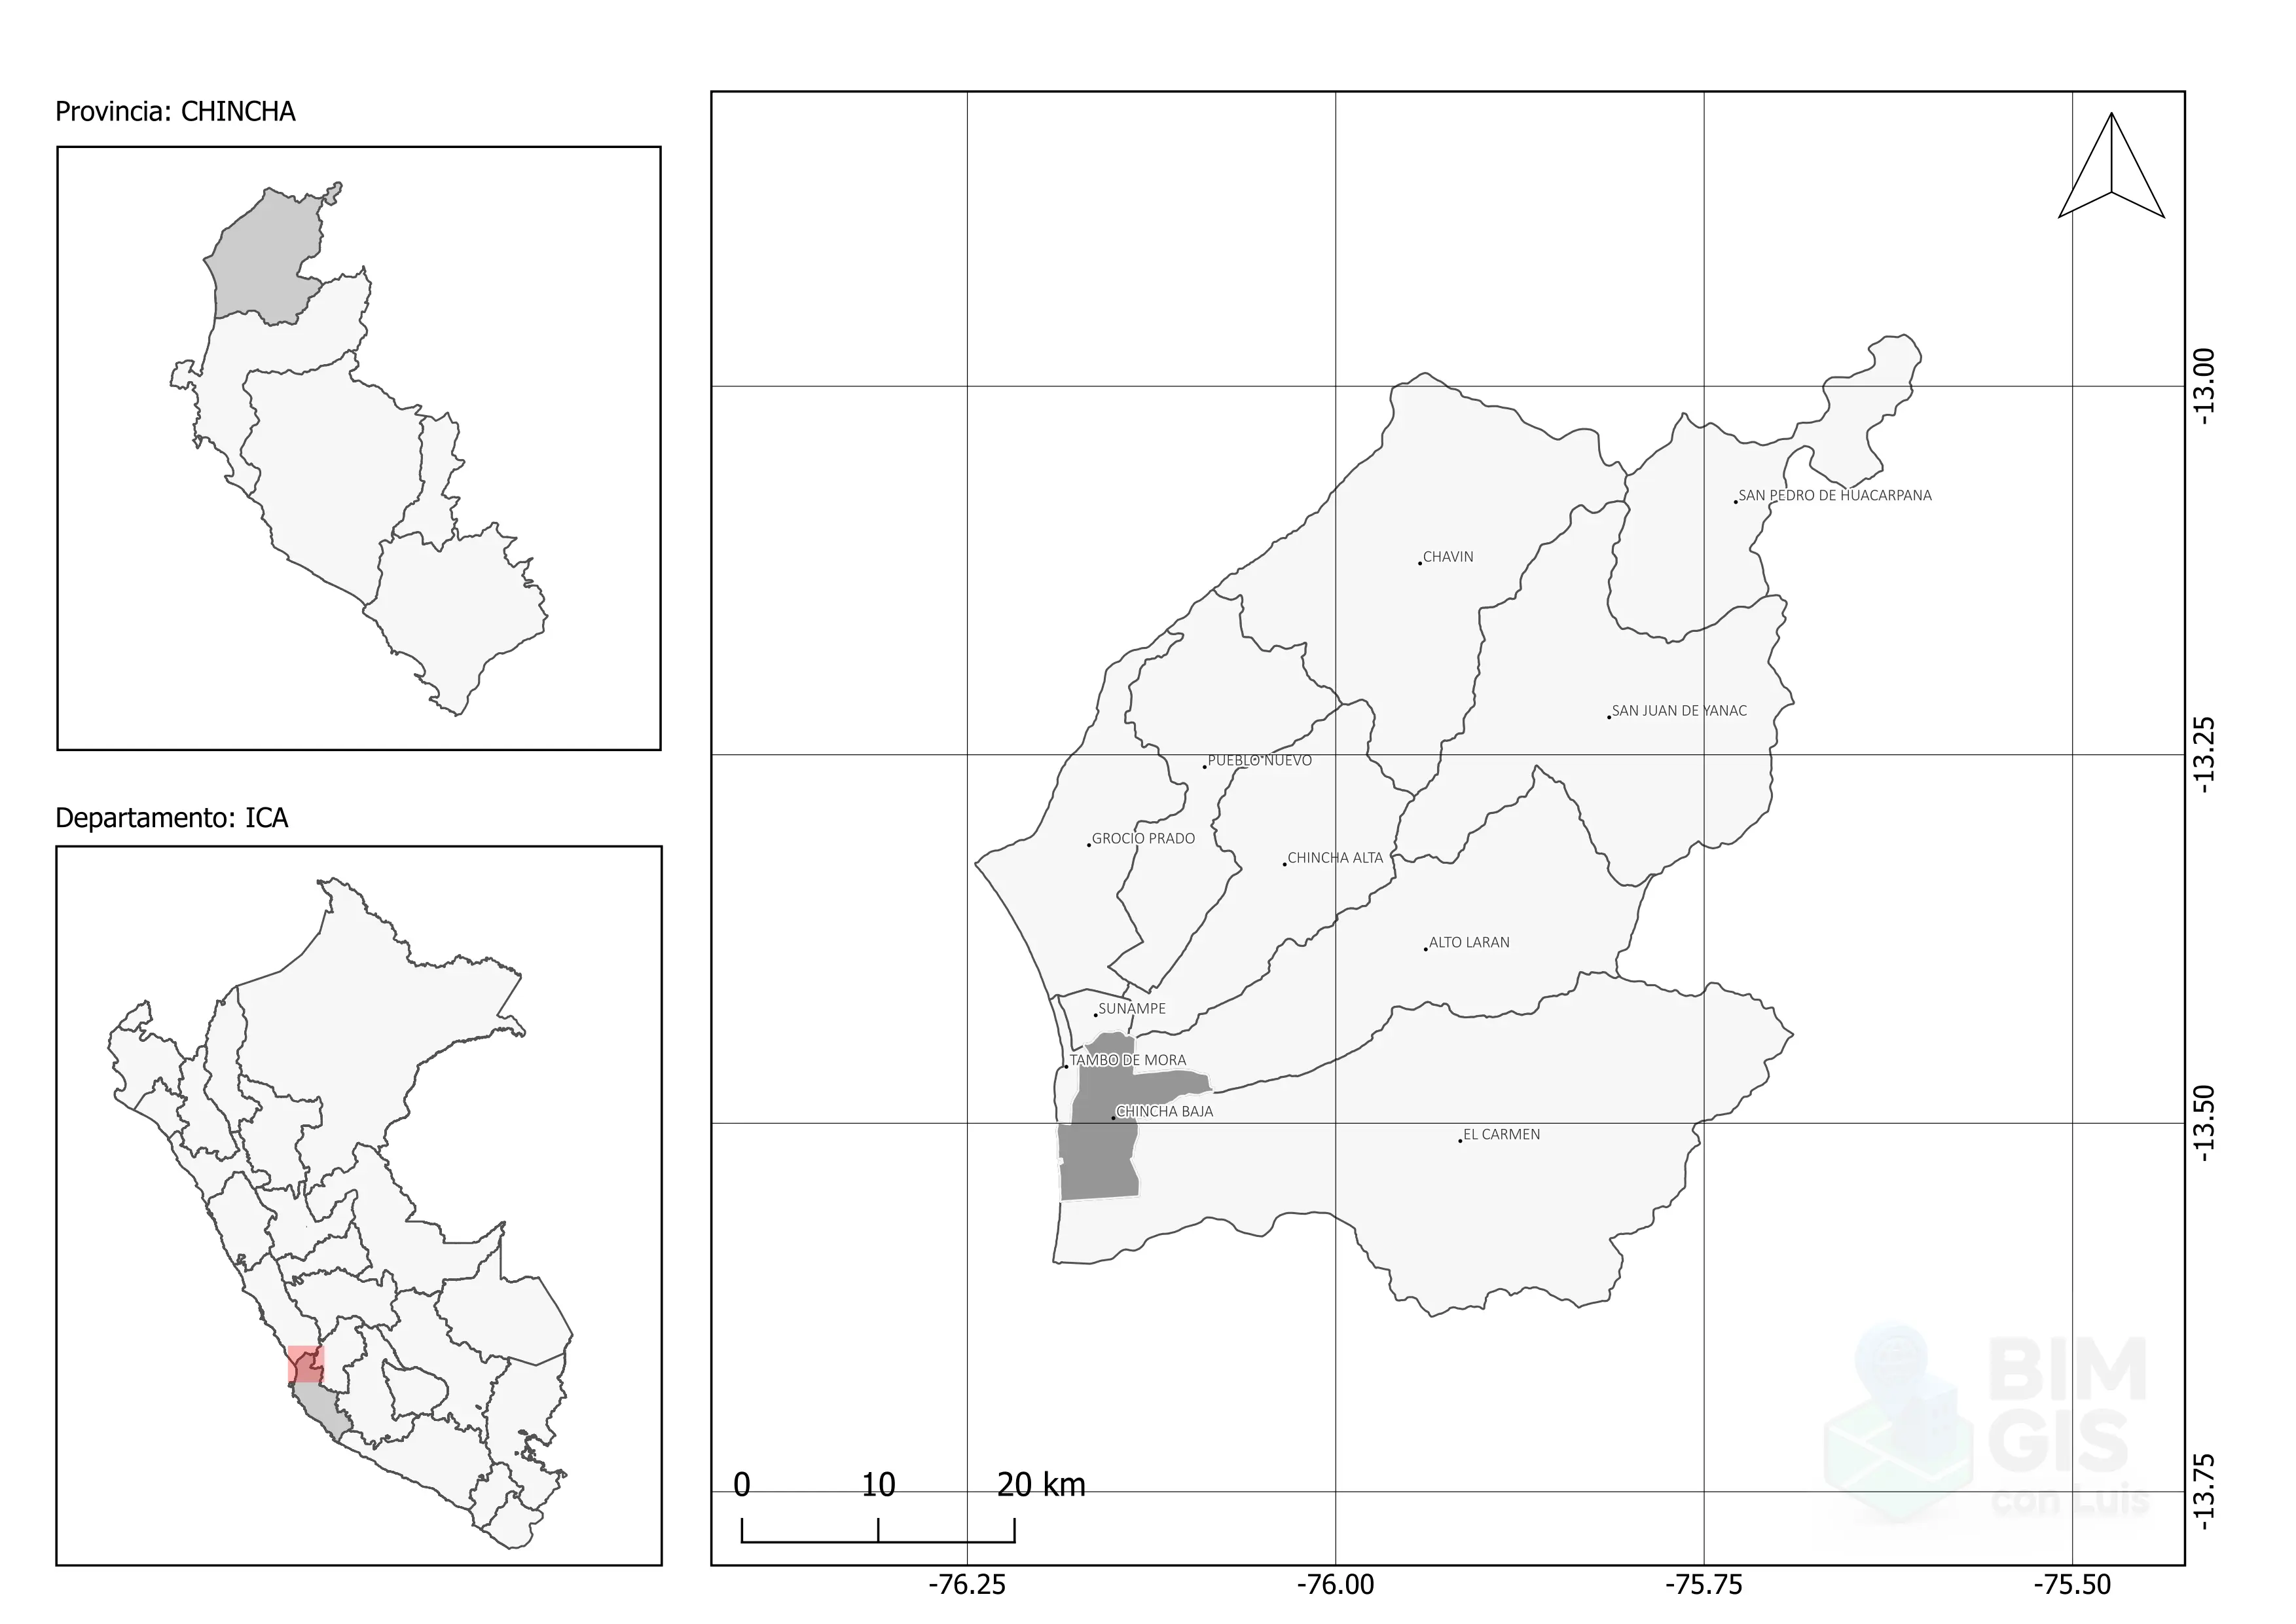 Provincia: CHINCHA
Departamento: ICA
SAN PEDRO DE HUACARPANA
CHAVIN
SAN JUAN DE YANAC
PUEBLO NUEVO
GROCIO PRADO
CHINCHA ALTA
ALTO LARAN
SUNAMPE
TAMBO DE MORA
CHINCHA BAJA
EL CARMEN
-13.00
-13.25
-13.50
-13.75
0 10 20 km
-76.25 -76.00 -75.75 -75.50
BIM
GIS
con Luis